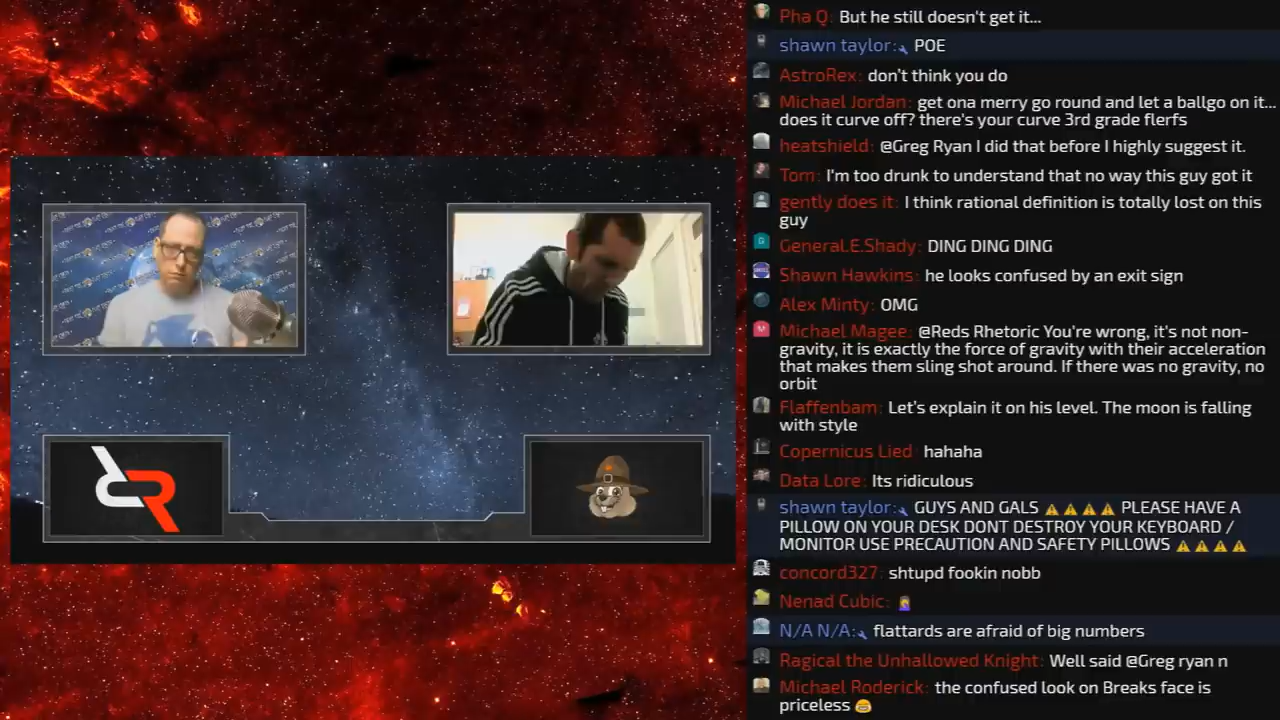 Pha Q: But he still doesn't get it...
shawn taylor: POE
AstroRex: don't think you do
Michael Jordan: get ona merry go round and let a ballgo on it...
does it curve off? there's your curve 3rd grade flerfs
heatshield: @Greg Ryan I did that before I highly suggest it.
Tom: I'm too drunk to understand that no way this guy got it
gently does it: I think rational definition is totally lost on this
guy
General.E.Shady: DING DING DING
Shawn Hawkins: he looks confused by an exit sign
Alex Minty: OMG
Michael Magee: @Reds Rhetoric You're wrong, it's not non-
gravity, it is exactly the force of gravity with their acceleration
that makes them sling shot around. If there was no gravity, no
orbit
Flaffenbam: Let's explain it on his level. The moon is falling
with style
Copernicus Lied: hahaha
Data Lore: Its ridiculous
shawn taylor: GUYS AND GALS ⚠⚠⚠⚠ PLEASE HAVE A
PILLOW ON YOUR DESK DONT DESTROY YOUR KEYBOARD /
MONITOR USE PRECAUTION AND SAFETY PILLOWS ⚠⚠⚠⚠
concord327: shtupd fookin nobb
Nenad Cubic: 🤦‍♀️
N/A N/A: flattards are afraid of big numbers
Ragical the Unhallowed Knight: Well said @Greg ryan n
Michael Roderick: the confused look on Breaks face is
priceless 😂